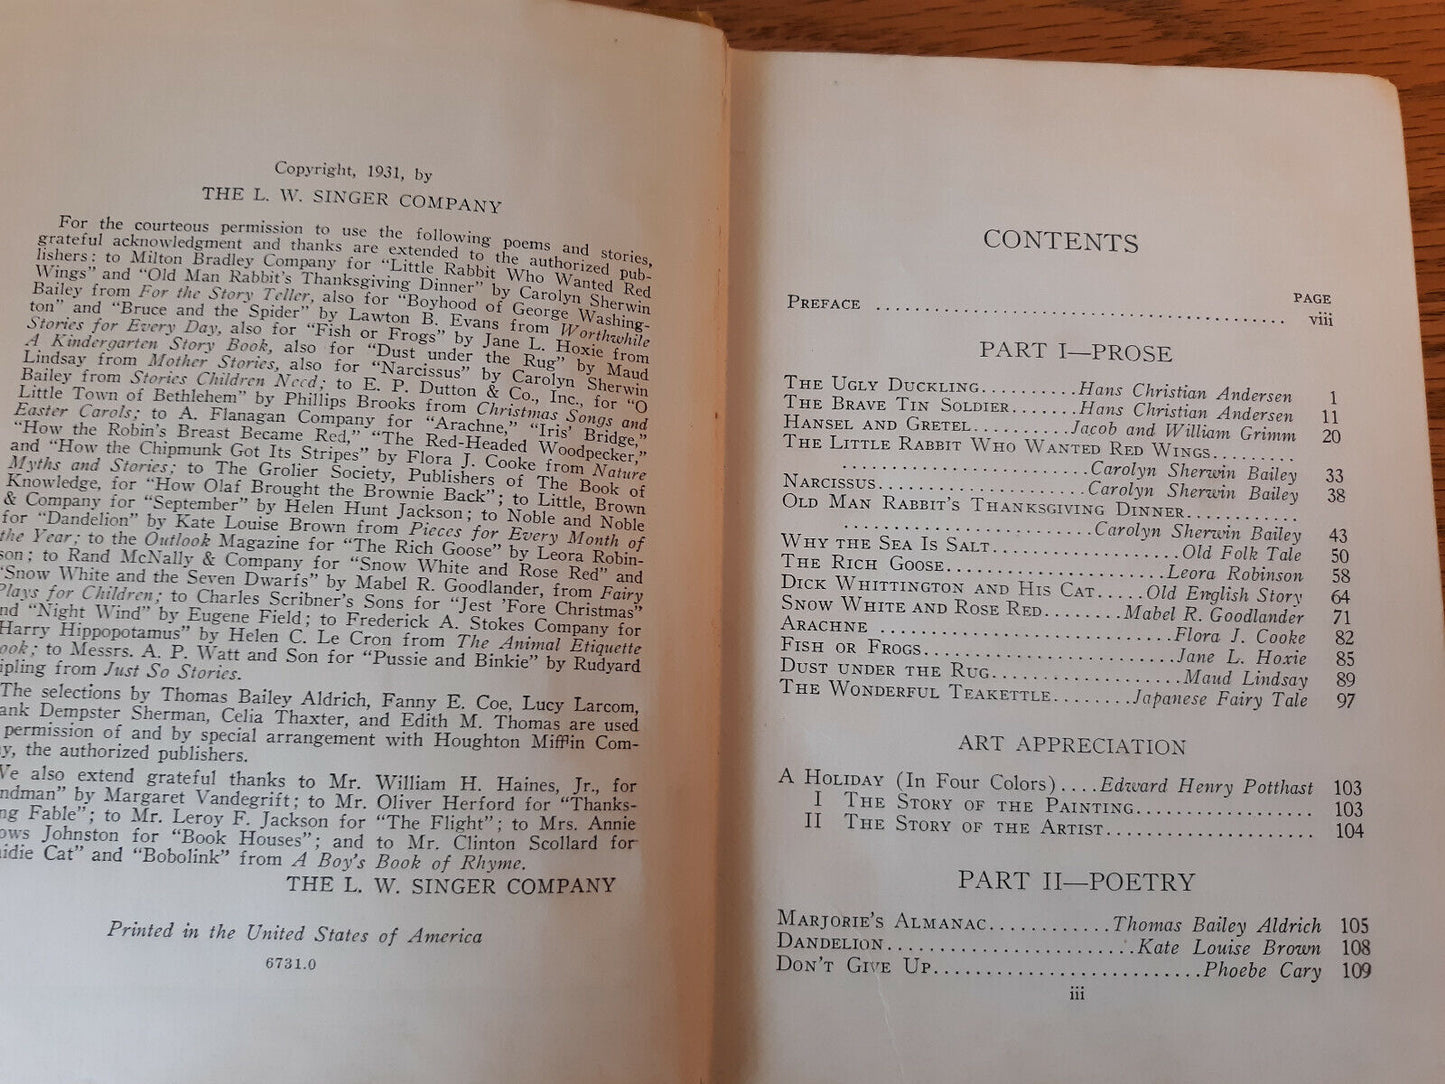 Copyright, 1931, by
THE L. W. SINGER COMPANY
For the courteous permission to use the following poems and stories,
grateful acknowledgment and thanks are extended to the authorized pub-
lishers: to Milton Bradley Company for "Little Rabbit Who Wanted Red
Wings" and "Old Man Rabbit's Thanksgiving Dinner" by Carolyn Sherwin
Bailey from For the Story Teller, also for "Boyhood of George Washing-
ton" and "Bruce and the Spider" by Lawton B. Evans from Worthwhile
Stories for Every Day, also for "Fish or Frogs" by Jane L. Hoxie from
A Kindergarten Story Book, also for "Dust under the Rug" by Maud
Lindsay from Mother Stories, also for "Narcissus" by Carolyn Sherwin
Bailey from Stories Children Need; to E. P. Dutton & Co., Inc., for "O
Little Town of Bethlehem" by Phillips Brooks from Christmas Songs and
Easter Carols; to A. Flanagan Company for "Arachne," "Iris' Bridge,"
"How the Robin's Breast Became Red," "The Red-Headed Woodpecker,"
and "How the Chipmunk Got Its Stripes" by Flora J. Cooke from Nature
Myths and Stories; to The Grolier Society, Publishers of The Book of
Knowledge, for "How Olaf Brought the Brownie Back"; to Little, Brown
& Company for "September" by Helen Hunt Jackson; to Noble and Noble
for "Dandelion" by Kate Louise Brown from Pieces for Every Month of
the Year; to the Outlook Magazine for "The Rich Goose" by Leora Robin-
son; to Rand McNally & Company for "Snow White and Rose Red" and
"Snow White and the Seven Dwarfs" by Mabel R. Goodlander, from Fairy
Plays for Children; to Charles Scribner's Sons for "Jest 'Fore Christmas"
nd "Night Wind" by Eugene Field; to Frederick A. Stokes Company for
Harry Hippopotamus" by Helen C. Le Cron from The Animal Etiquette
ook; to Messrs. A. P. Watt and Son for "Pussie and Binkie" by Rudyard
ipling from Just So Stories.
The selections by Thomas Bailey Aldrich, Fanny E. Coe, Lucy Larcom,
ank Dempster Sherman, Celia Thaxter, and Edith M. Thomas are used
permission of and by special arrangement with Houghton Mifflin Com-
ny, the authorized publishers.
We also extend grateful thanks to Mr. William H. Haines, Jr., for
ndman" by Margaret Vandegrift; to Mr. Oliver Herford for "Thanks-
ng Fable"; to Mr. Leroy F. Jackson for "The Flight"; to Mrs. Annie
ows Johnston for "Book Houses"; and to Mr. Clinton Scollard for
idie Cat" and "Bobolink" from A Boy's Book of Rhyme.
THE L. W. SINGER COMPANY
Printed in the United States of America
6731.0
CONTENTS
PAGE
PREFACE ........................................ viii
PART I—PROSE
THE UGLY DUCKLING..........Hans Christian Andersen 1
THE BRAVE TIN SOLDIER.......Hans Christian Andersen 11
HANSEL AND GRETEL..........Jacob and William Grimm 20
THE LITTLE RABBIT WHO WANTED RED WINGS.........
..........................Carolyn Sherwin Bailey 33
NARCISSUS......................Carolyn Sherwin Bailey 38
OLD MAN RABBIT'S THANKSGIVING DINNER............
..........................Carolyn Sherwin Bailey 43
WHY THE SEA IS SALT....................Old Folk Tale 50
THE RICH GOOSE.......................Leora Robinson 58
DICK WHITTINGTON AND HIS CAT.....Old English Story 64
SNOW WHITE AND ROSE RED........Mabel R. Goodlander 71
ARACHNE ..............................Flora J. Cooke 82
FISH OR FROGS..........................Jane L. Hoxie 85
DUST UNDER THE RUG....................Maud Lindsay 89
THE WONDERFUL TEAKETTLE........Japanese Fairy Tale 97
ART APPRECIATION
A HOLIDAY (IN FOUR COLORS)....Edward Henry Potthast 103
I THE STORY OF THE PAINTING.................. 103
II THE STORY OF THE ARTIST..................... 104
PART II—POETRY
MARJORIE'S ALMANAC............Thomas Bailey Aldrich 105
DANDELION.........................Kate Louise Brown 108
DON'T GIVE UP...........................Phoebe Cary 109
iii